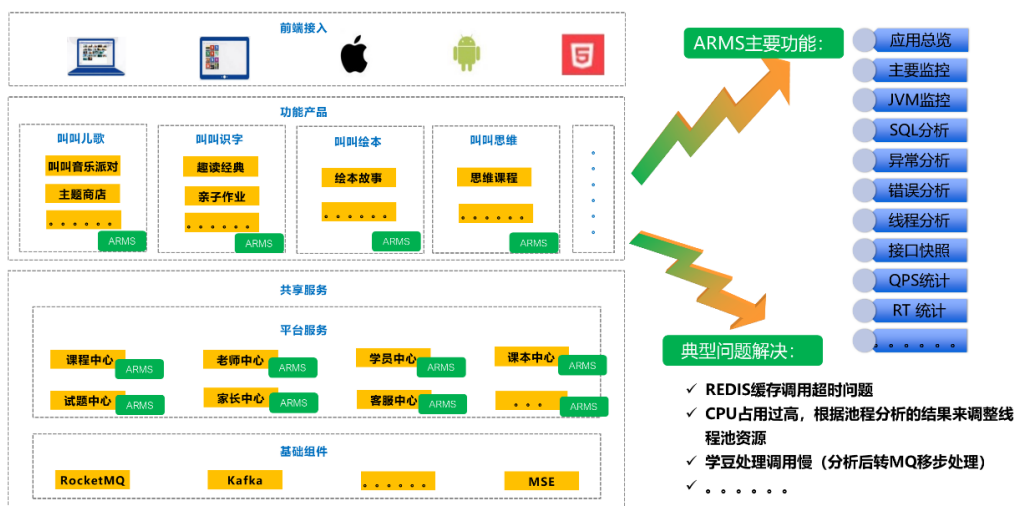 前端接入
功能产品
叫叫儿歌
叫叫音乐派对
主题商店
。。。。。。
ARMS
叫叫识字
趣读经典
亲子作业
。。。。。。
ARMS
叫叫绘本
绘本故事
。。。。。。
ARMS
叫叫思维
思维课程
。。。。。。
ARMS
。
。
。
。
。
。
共享服务
平台服务
课程中心
ARMS
老师中心
ARMS
学员中心
ARMS
课本中心
ARMS
试题中心
ARMS
家长中心
ARMS
客服中心
ARMS
。。。
ARMS
基础组件
RocketMQ
Kafka
。。。。。。
MSE
ARMS主要功能：
应用总览
主要监控
JVM监控
SQL分析
异常分析
错误分析
线程分析
接口快照
QPS统计
RT 统计
。。。。。。
典型问题解决：
✓ REDIS缓存调用超时问题
✓ CPU占用过高，根据池程分析的结果来调整线
程池资源
✓ 学豆处理调用慢（分析后转MQ移步处理）
✓ 。。。。。。